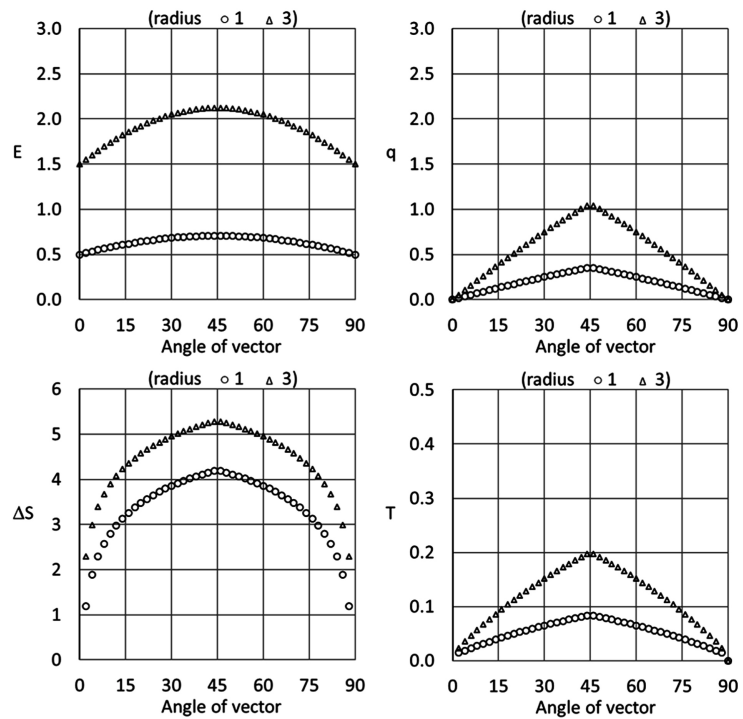 (radius ○ 1 △ 3)
3.0
2.5
2.0
1.5
1.0
0.5
0.0
E
0 15 30 45 60 75 90
Angle of vector
(radius ○ 1 △ 3)
3.0
2.5
2.0
1.5
1.0
0.5
0.0
q
0 15 30 45 60 75 90
Angle of vector
(radius ○ 1 △ 3)
6
5
4
3
2
1
0
ΔS
0 15 30 45 60 75 90
Angle of vector
(radius ○ 1 △ 3)
0.5
0.4
0.3
0.2
0.1
0.0
T
0 15 30 45 60 75 90
Angle of vector